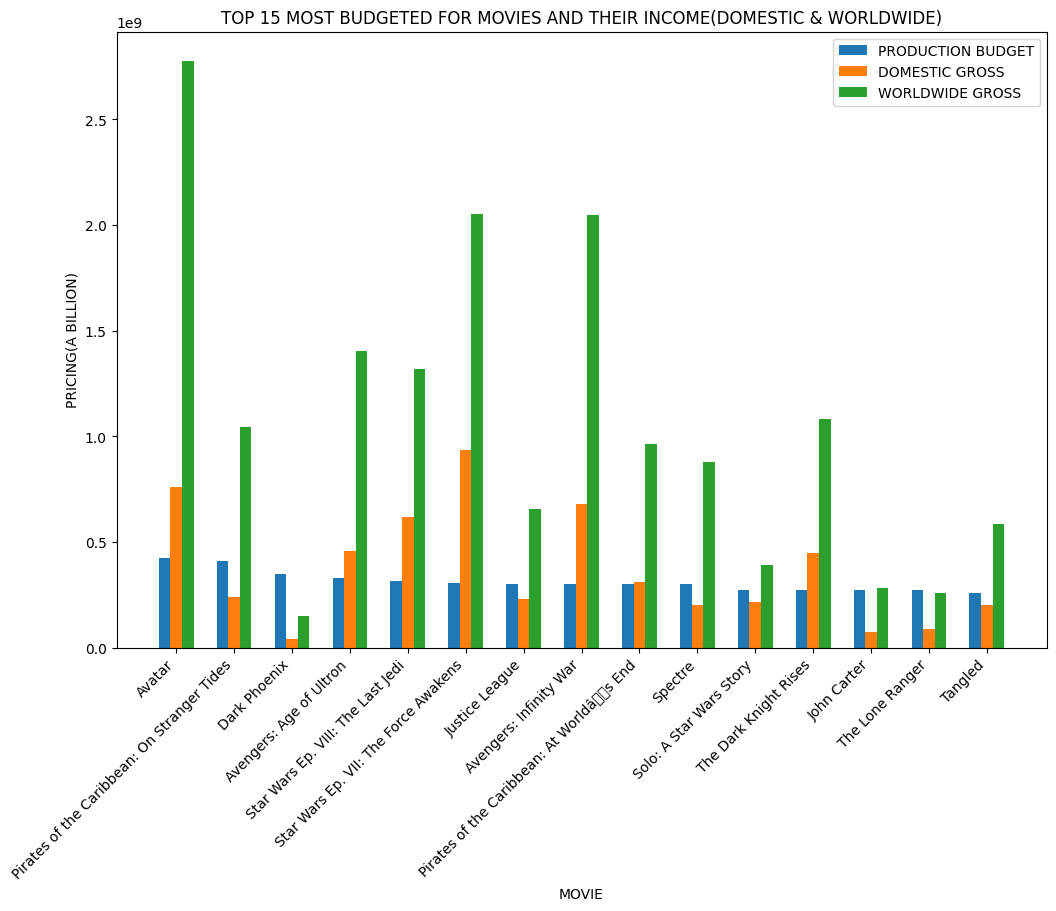 TOP 15 MOST BUDGETED FOR MOVIES AND THEIR INCOME(DOMESTIC & WORLDWIDE)
1e9
PRODUCTION BUDGET
DOMESTIC GROSS
WORLDWIDE GROSS
PRICING(A BILLION)
2.5
2.0
1.5
1.0
0.5
0.0
Avatar
Pirates of the Caribbean: On Stranger Tides
Dark Phoenix
Avengers: Age of Ultron
Star Wars Ep. VIII: The Last Jedi
Star Wars Ep. VII: The Force Awakens
Justice League
Avengers: Infinity War
Pirates of the Caribbean: At Worldâ▯▯s End
Spectre
Solo: A Star Wars Story
The Dark Knight Rises
John Carter
The Lone Ranger
Tangled
MOVIE